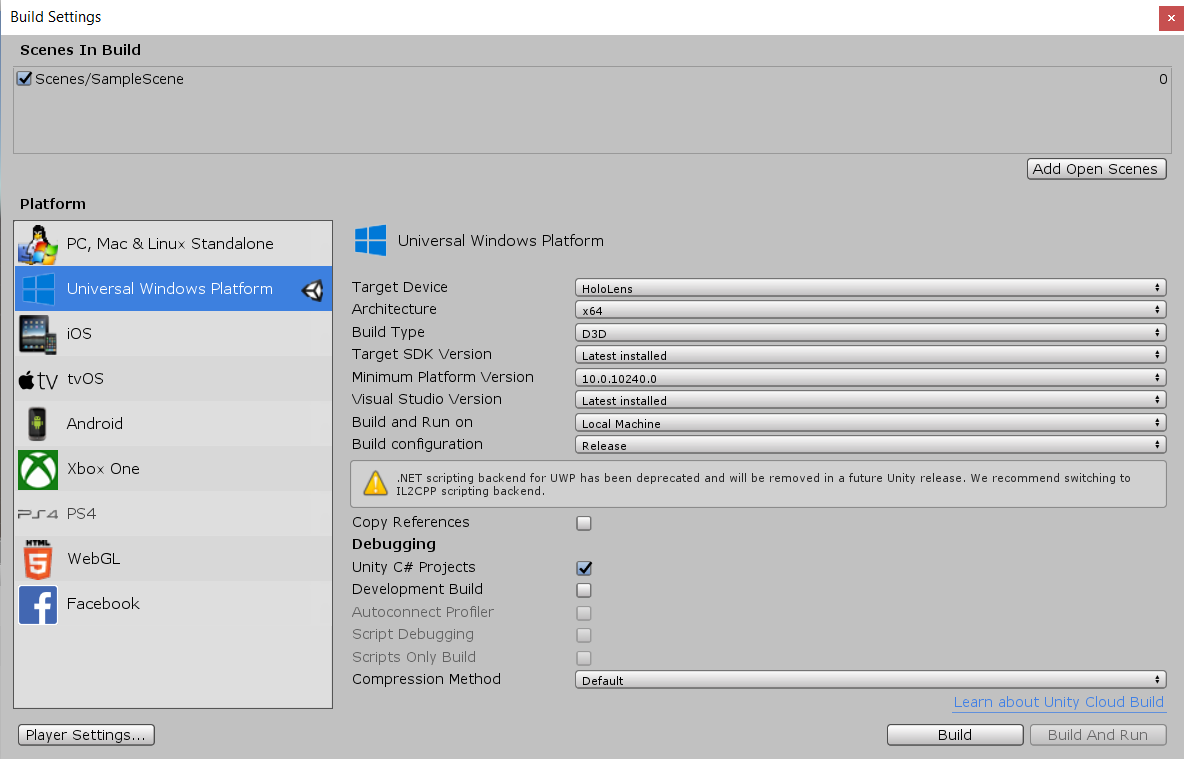 Build Settings
×
Scenes In Build
Scenes/SampleScene 0
Add Open Scenes
Platform
PC, Mac & Linux Standalone
Universal Windows Platform
iOS
tv tvOS
Android
Xbox One
PS4 PS4
HTML 5 WebGL
f Facebook
Universal Windows Platform
Target Device HoloLens
Architecture x64
Build Type D3D
Target SDK Version Latest installed
Minimum Platform Version 10.0.10240.0
Visual Studio Version Latest installed
Build and Run on Local Machine
Build configuration Release
.NET scripting backend for UWP has been deprecated and will be removed in a future Unity release. We recommend switching to
IL2CPP scripting backend.
Copy References
Debugging
Unity C# Projects
Development Build
Autoconnect Profiler
Script Debugging
Scripts Only Build
Compression Method Default
Learn about Unity Cloud Build
Player Settings... Build Build And Run